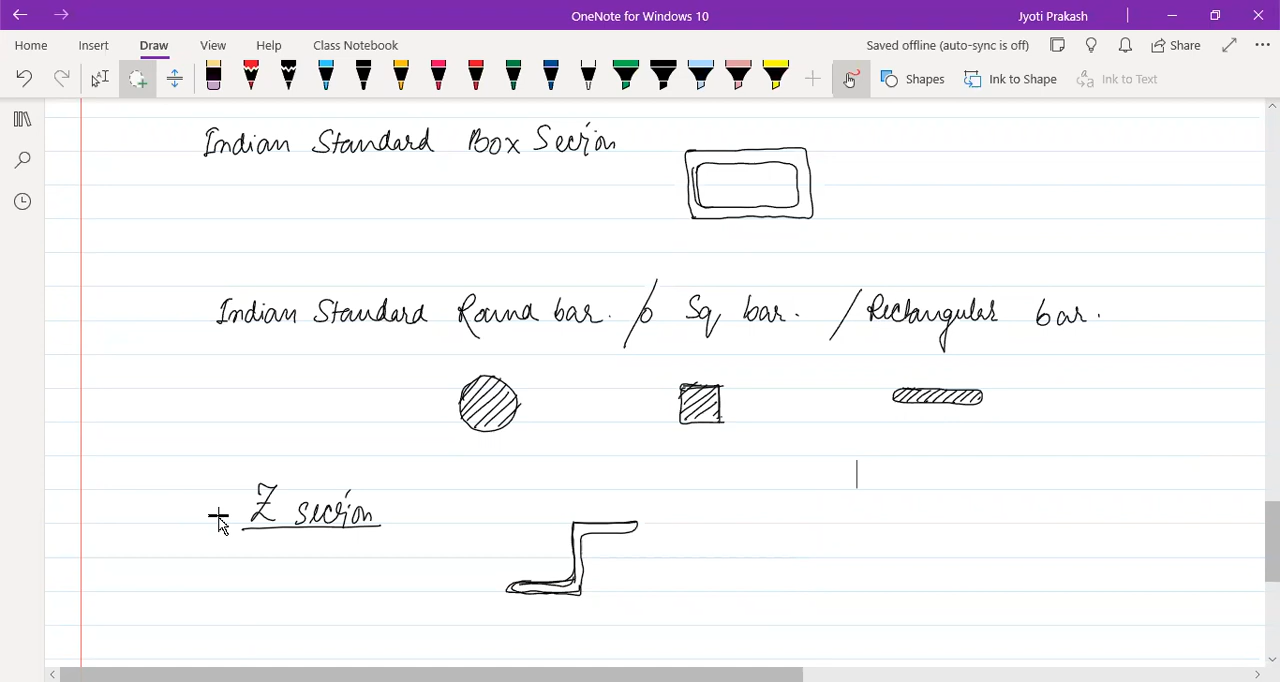 OneNote for Windows 10
Jyoti Prakash
Home Insert Draw View Help Class Notebook
Saved offline (auto-sync is off) Share
Shapes Ink to Shape Ink to Text
Indian Standard Box Section
Indian Standard Round bar. / Sq bar. / Rectangular bar.
Z section